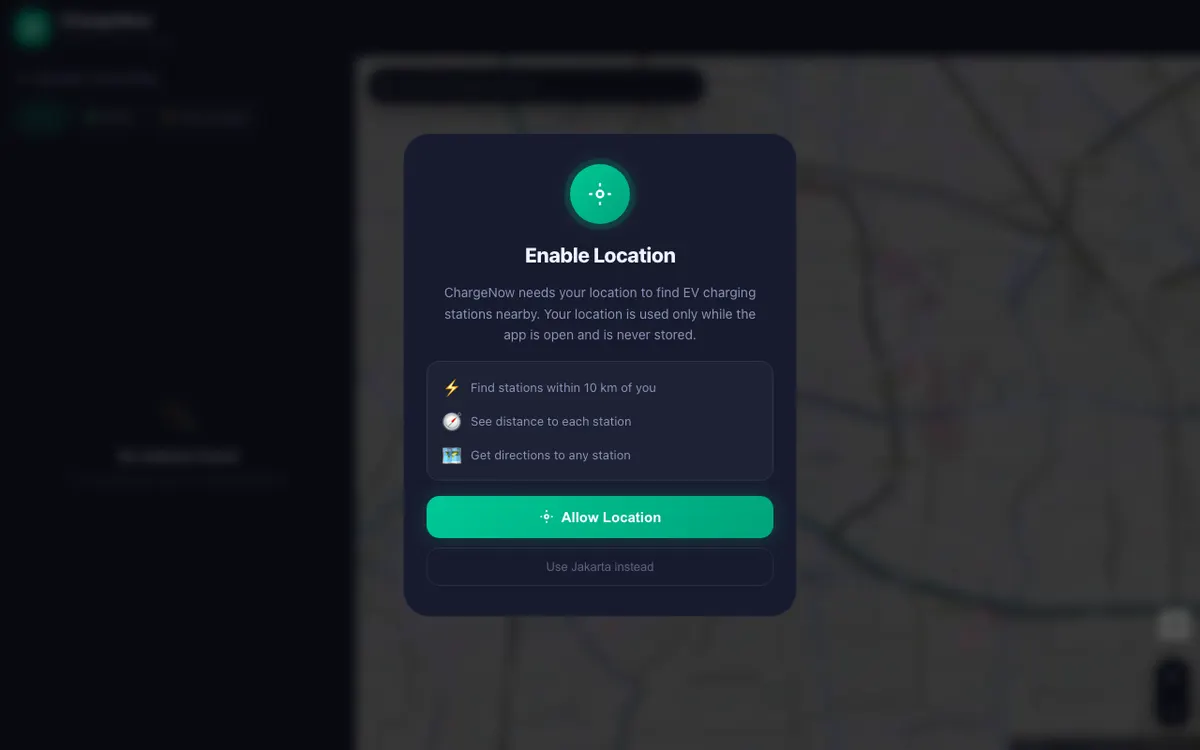 Enable Location
ChargeNow needs your location to find EV charging
stations nearby. Your location is used only while the
app is open and is never stored.
Find stations within 10 km of you
See distance to each station
Get directions to any station
Allow Location
Use Jakarta instead